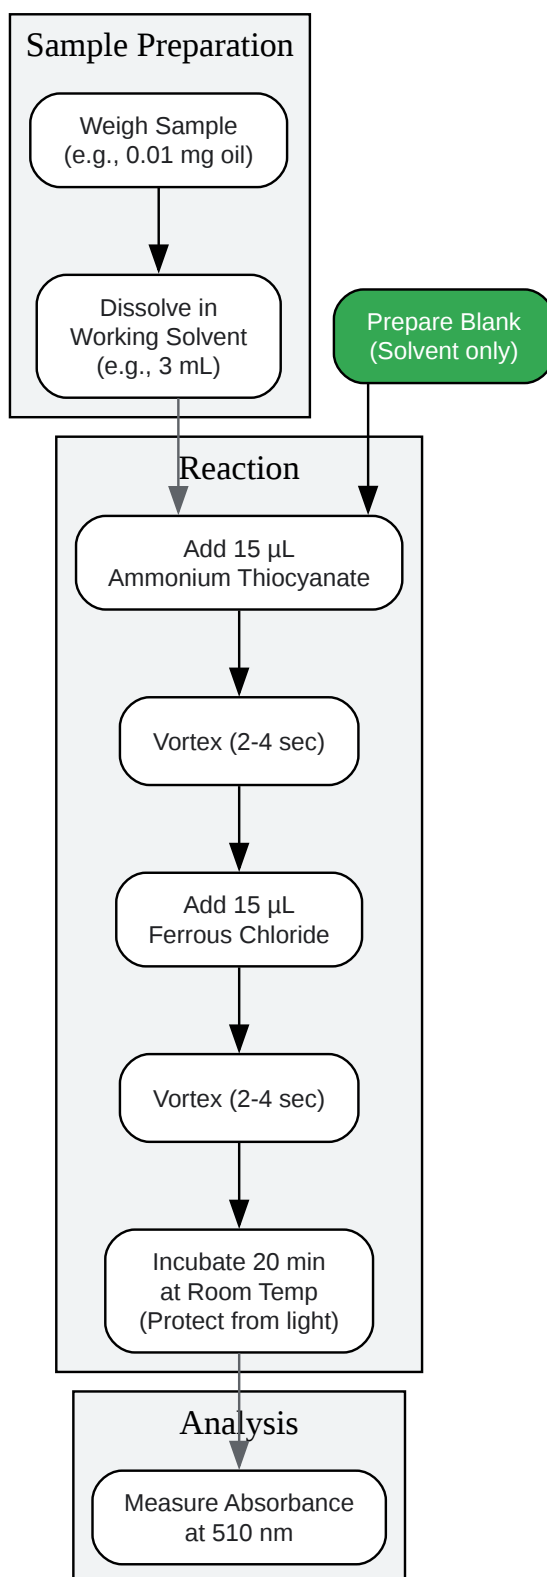 Sample Preparation
Weigh Sample
(e.g., 0.01 mg oil)
Dissolve in
Working Solvent
(e.g., 3 mL)
Prepare Blank
(Solvent only)
Reaction
Add 15 µL
Ammonium Thiocyanate
Vortex (2-4 sec)
Add 15 µL
Ferrous Chloride
Vortex (2-4 sec)
Incubate 20 min
at Room Temp
(Protect from light)
Analysis
Measure Absorbance
at 510 nm